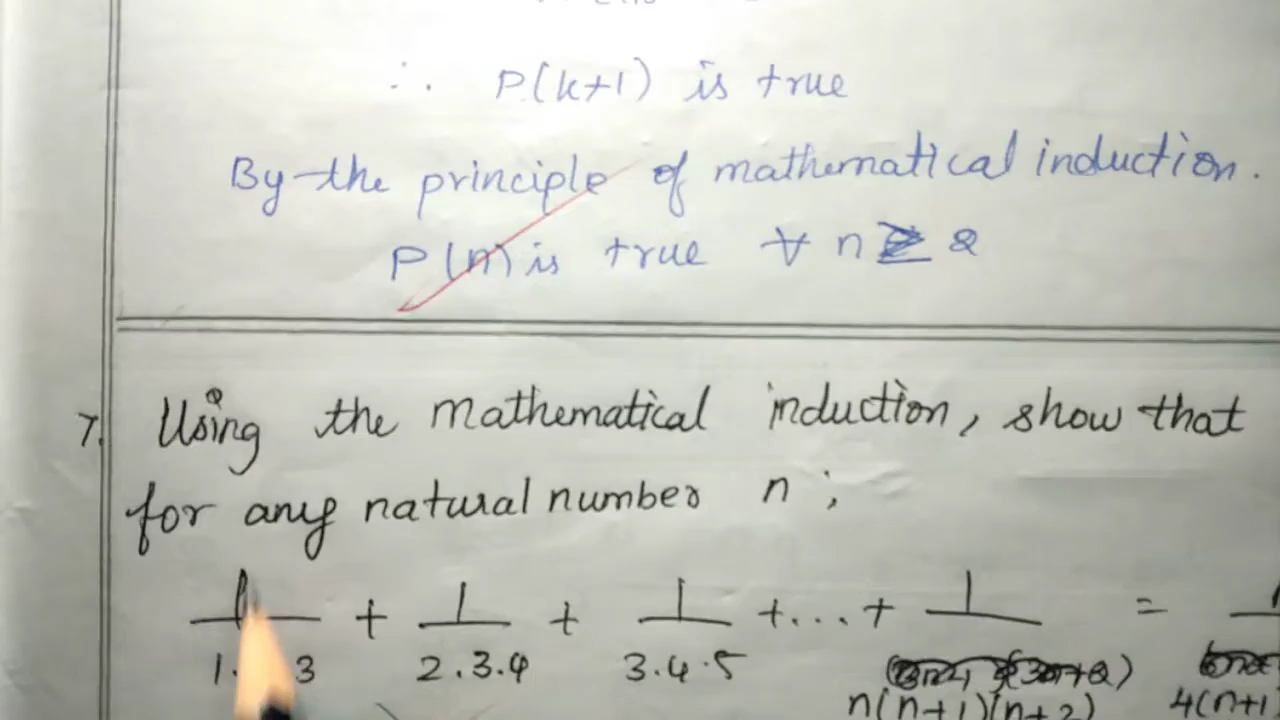 ∴ P(k+1) is true
By the principle of mathematical induction.
P(n) is true ∀ n ≥ 2
7. Using the mathematical induction, show that
for any natural number n ;
1 + 1 + 1 +...+ 1 =
1. 3 2.3.4 3.4.5
n(n+1)(n+2) 4(n+1)